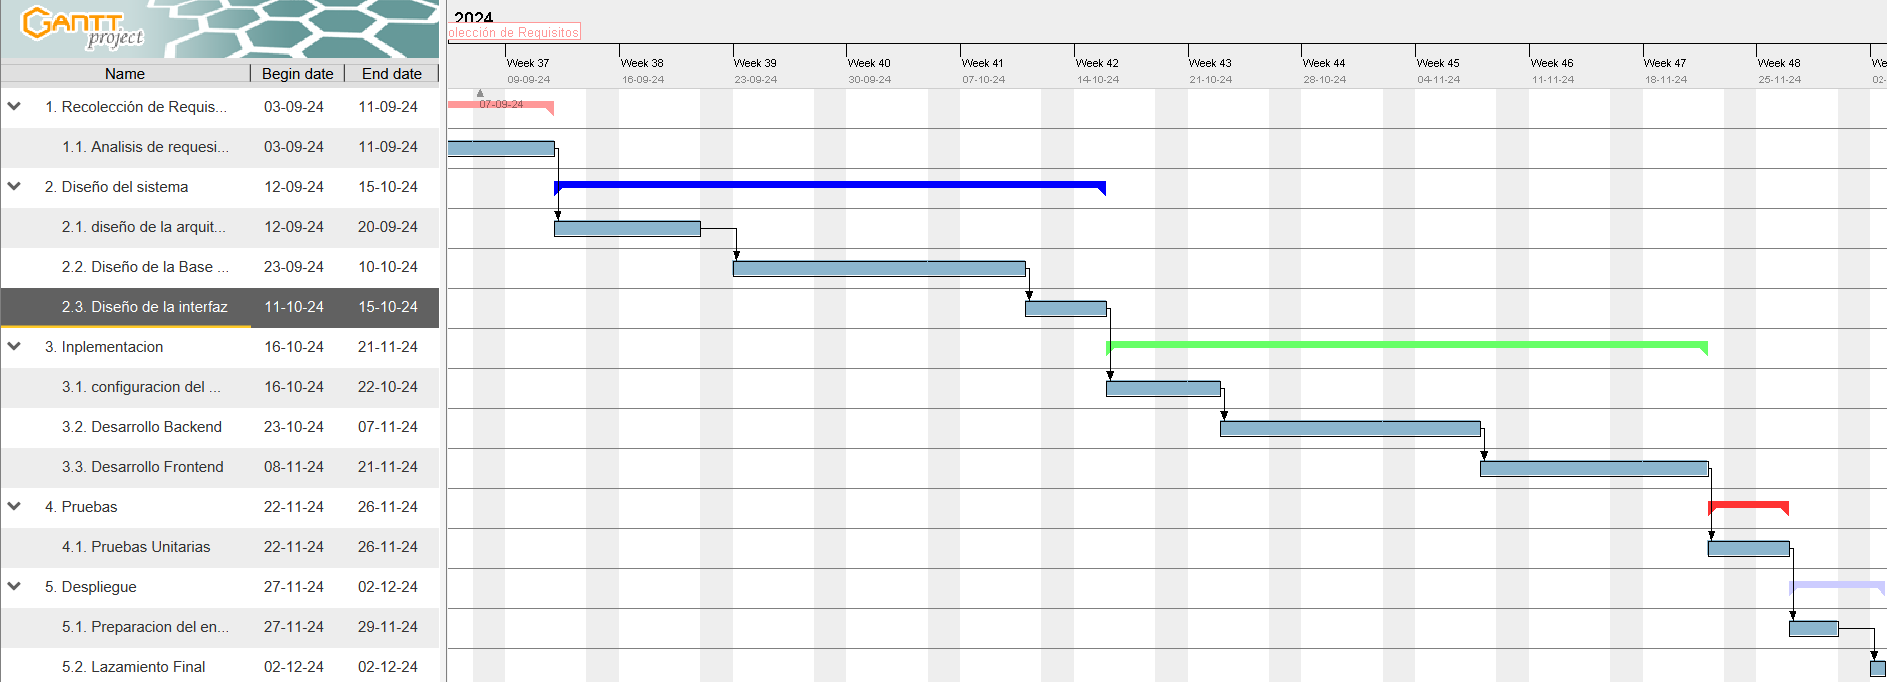 GANTT
project
2024
olección de Requisitos
Name Begin date End date
Week 37 Week 38 Week 39 Week 40 Week 41 Week 42 Week 43 Week 44 Week 45 Week 46 Week 47 Week 48 We
09-09-24 16-09-24 23-09-24 30-09-24 07-10-24 14-10-24 21-10-24 28-10-24 04-11-24 11-11-24 18-11-24 25-11-24 02-
07-09-24
1. Recolección de Requis... 03-09-24 11-09-24
1.1. Analisis de requesi... 03-09-24 11-09-24
2. Diseño del sistema 12-09-24 15-10-24
2.1. diseño de la arquit... 12-09-24 20-09-24
2.2. Diseño de la Base ... 23-09-24 10-10-24
2.3. Diseño de la interfaz 11-10-24 15-10-24
3. Inplementacion 16-10-24 21-11-24
3.1. configuracion del ... 16-10-24 22-10-24
3.2. Desarrollo Backend 23-10-24 07-11-24
3.3. Desarrollo Frontend 08-11-24 21-11-24
4. Pruebas 22-11-24 26-11-24
4.1. Pruebas Unitarias 22-11-24 26-11-24
5. Despliegue 27-11-24 02-12-24
5.1. Preparacion del en... 27-11-24 29-11-24
5.2. Lazamiento Final 02-12-24 02-12-24